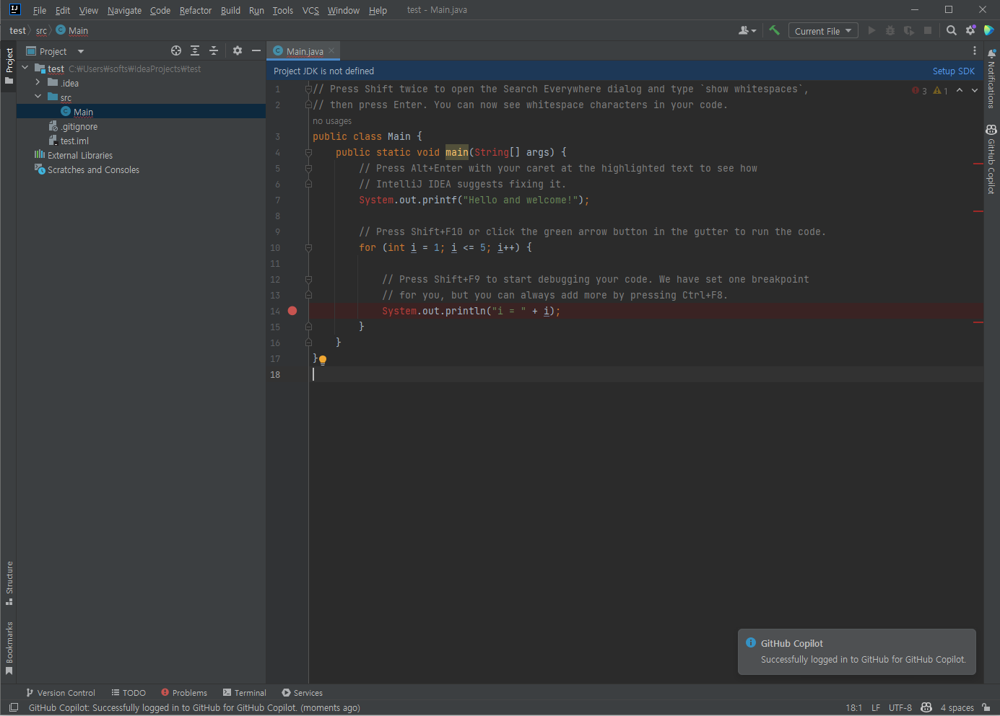 File Edit View Navigate Code Refactor Build Run Tools VCS Window Help test - Main.java
test src Main Current File
Project
Project
Main.java
test C:₩Users₩softs₩IdeaProjects₩test
.idea
src
Main
.gitignore
test.iml
External Libraries
Scratches and Consoles
Project JDK is not defined Setup SDK
1 // Press Shift twice to open the Search Everywhere dialog and type `show whitespaces`,
3 1
2 // then press Enter. You can now see whitespace characters in your code.
no usages
3 public class Main {
4 public static void main(String[] args) {
5 // Press Alt+Enter with your caret at the highlighted text to see how
6 // IntelliJ IDEA suggests fixing it.
7 System.out.printf("Hello and welcome!");
8
9 // Press Shift+F10 or click the green arrow button in the gutter to run the code.
10 for (int i = 1; i <= 5; i++) {
11
12 // Press Shift+F9 to start debugging your code. We have set one breakpoint
13 // for you, but you can always add more by pressing Ctrl+F8.
14 System.out.println("i = " + i);
15 }
16 }
17 }
18
Notifications
GitHub Copilot
Structure
Bookmarks
GitHub Copilot
Successfully logged in to GitHub for GitHub Copilot.
Version Control TODO Problems Terminal Services
GitHub Copilot: Successfully logged in to GitHub for GitHub Copilot. (moments ago) 18:1 LF UTF-8 4 spaces